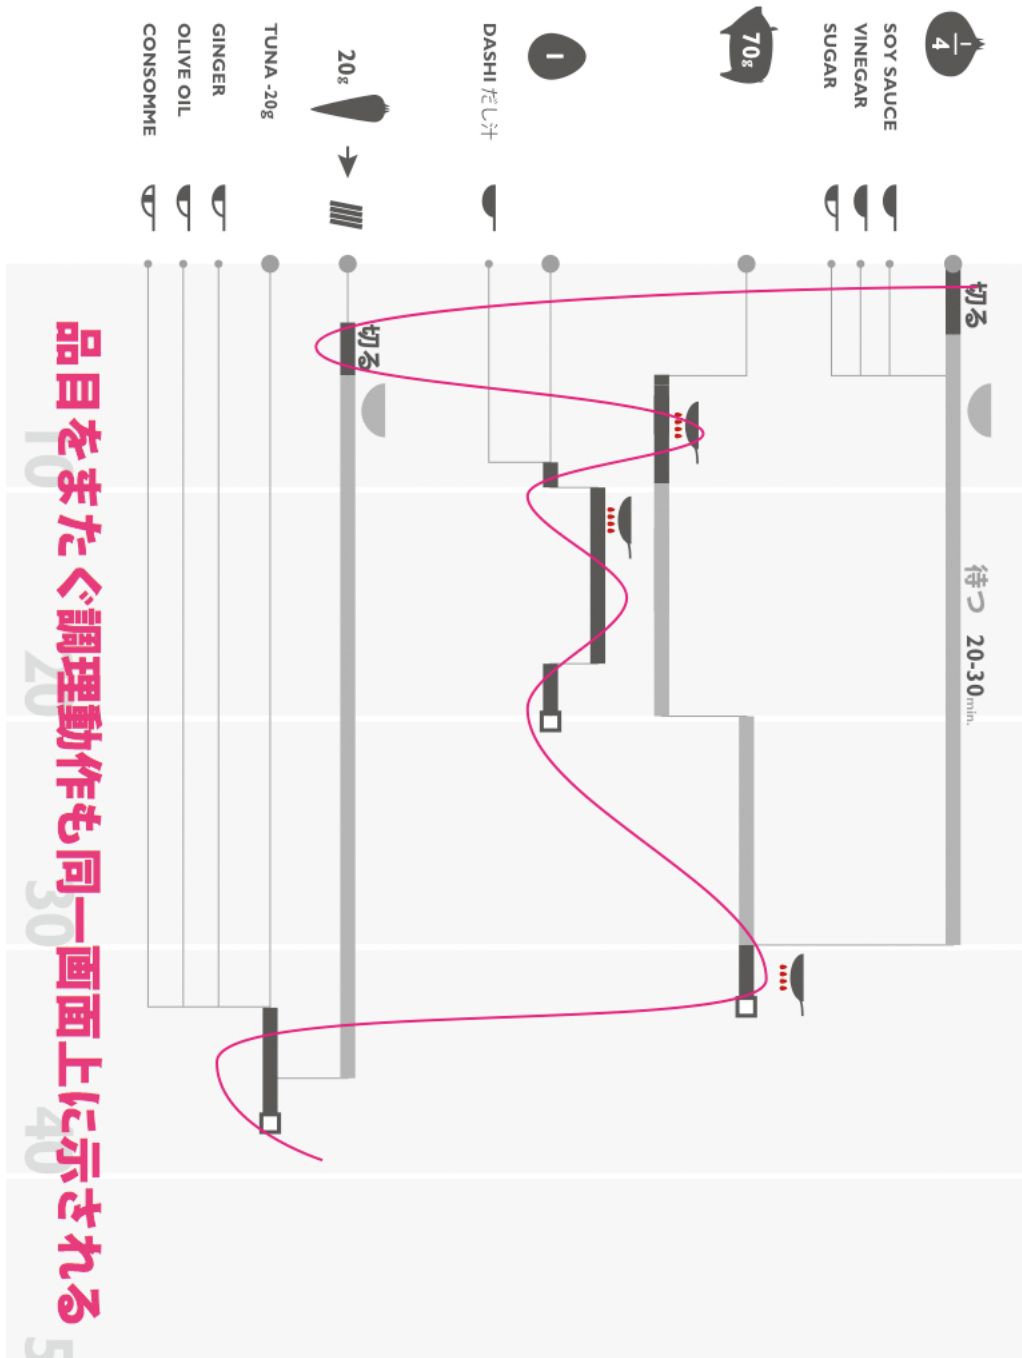 1/4
切る
待つ 20-30min.
SOY SAUCE
VINEGAR
SUGAR
70g
1
DASHI だし汁
切る
20g
TUNA -20g
GINGER
OLIVE OIL
CONSOMME
品目をまたぐ調理動作も同一画面上に示される
10 20 30 40 5